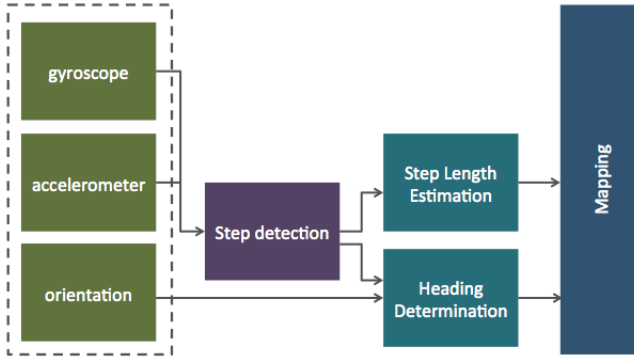 gyroscope
accelerometer
orientation
Step detection
Step Length
Estimation
Heading
Determination
Mapping